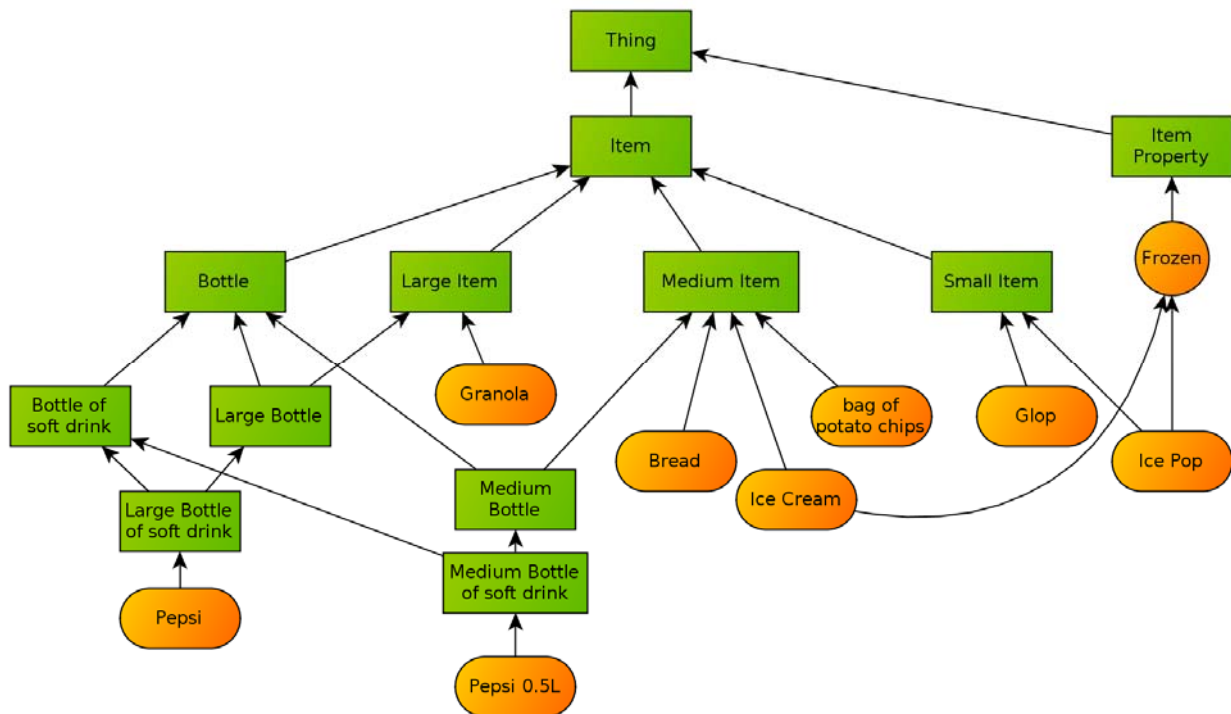 Thing
Item
Item
Property
Bottle
Large Item
Medium Item
Small Item
Frozen
Bottle of
soft drink
Large Bottle
Granola
bag of
potato chips
Glop
Bread
Ice Pop
Large Bottle
of soft drink
Medium
Bottle
Ice Cream
Medium Bottle
of soft drink
Pepsi
Pepsi 0.5L